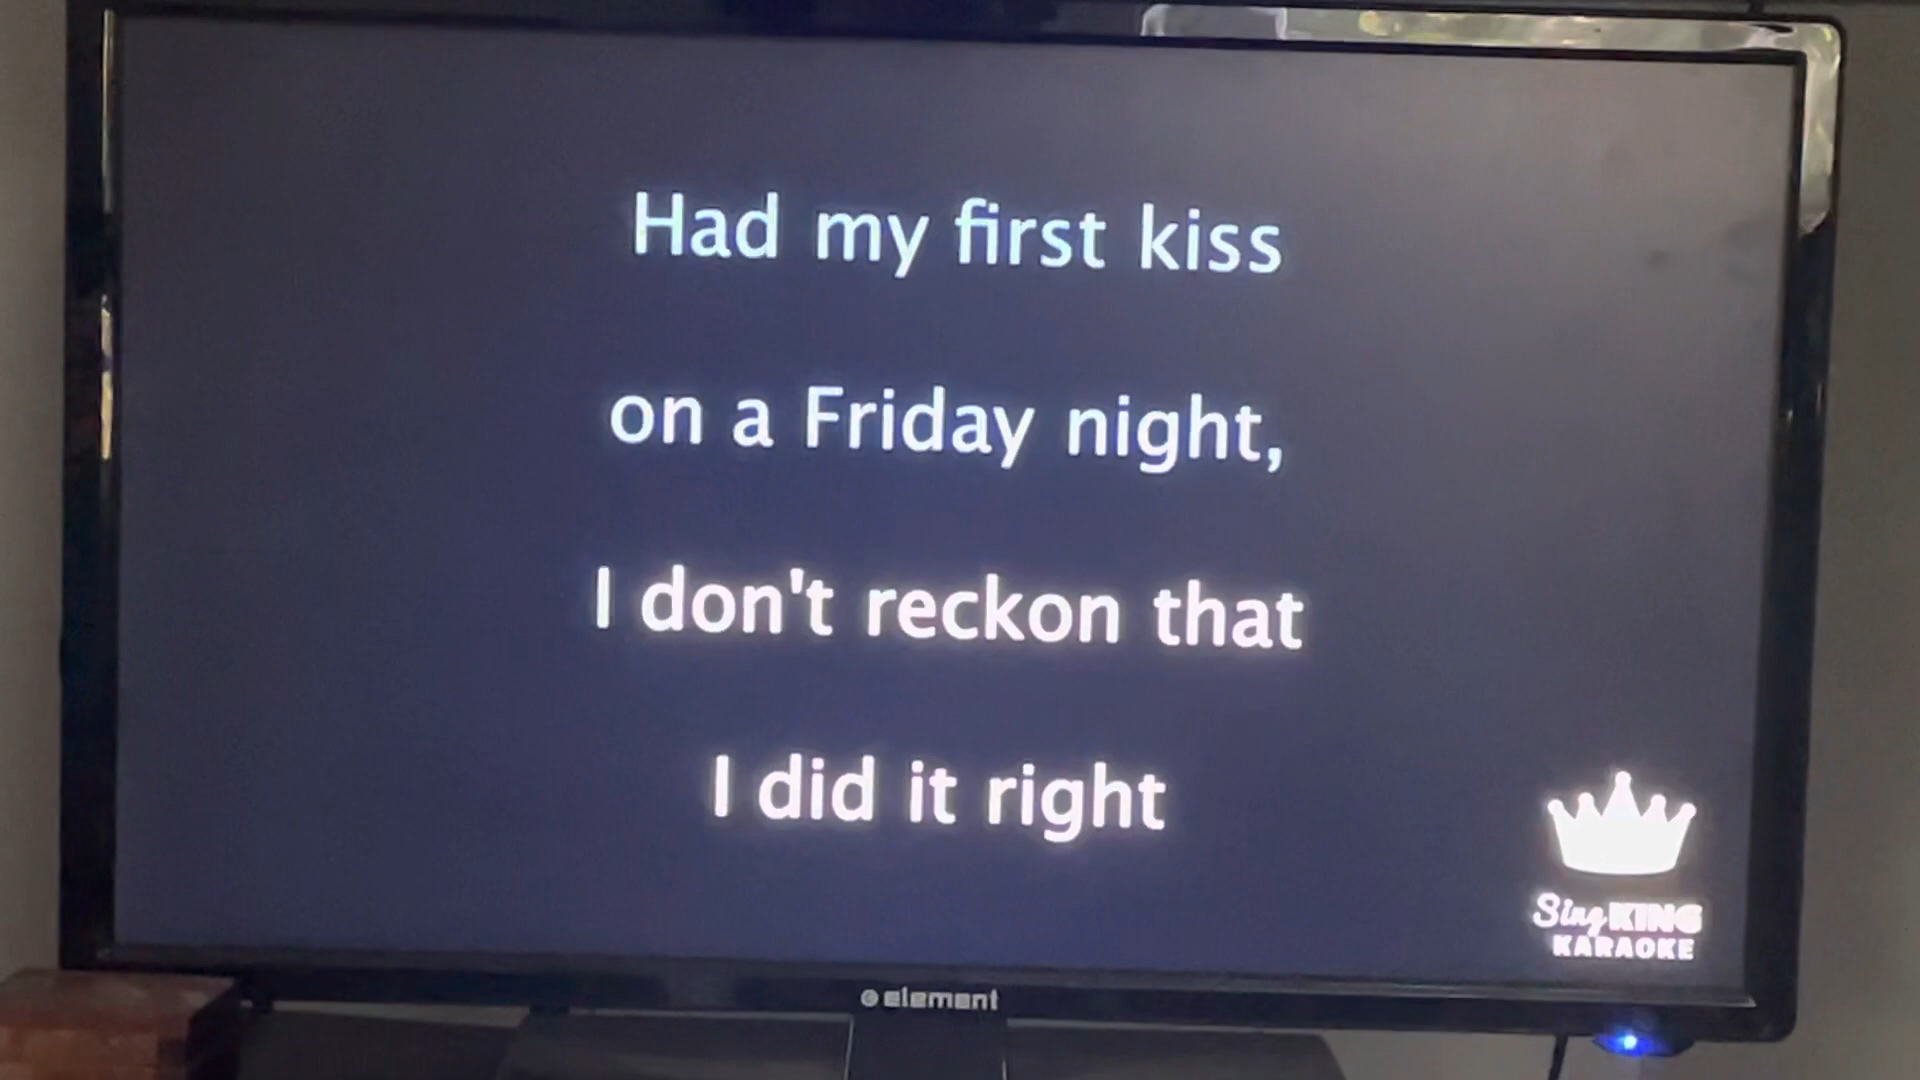 Had my first kiss
on a Friday night,
I don't reckon that
I did it right
Sing KING
KARAOKE
element